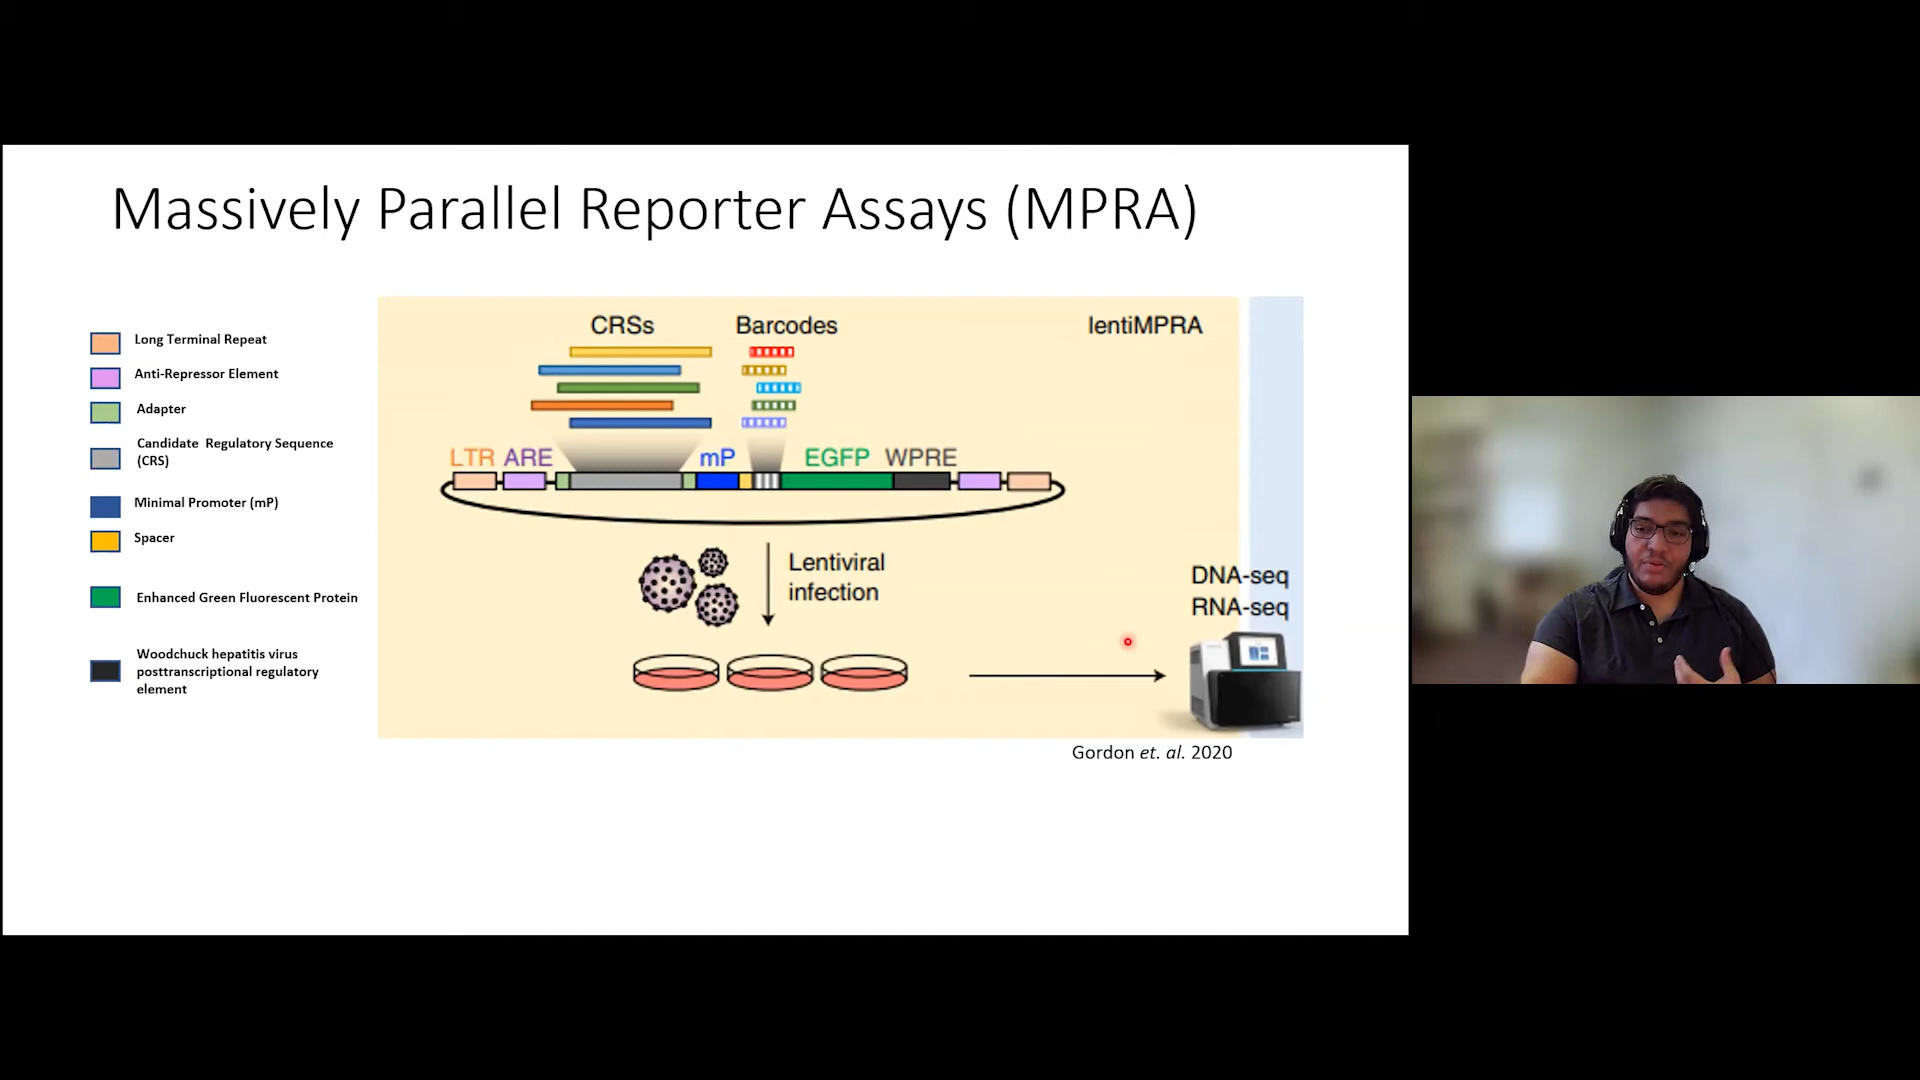 Massively Parallel Reporter Assays (MPRA)
Long Terminal Repeat
Anti-Repressor Element
Adapter
Candidate Regulatory Sequence
(CRS)
Minimal Promoter (mP)
Spacer
Enhanced Green Fluorescent Protein
Woodchuck hepatitis virus
posttranscriptional regulatory
element
CRSs Barcodes lentiMPRA
LTR ARE mP EGFP WPRE
Lentiviral
infection
DNA-seq
RNA-seq
Gordon et. al. 2020